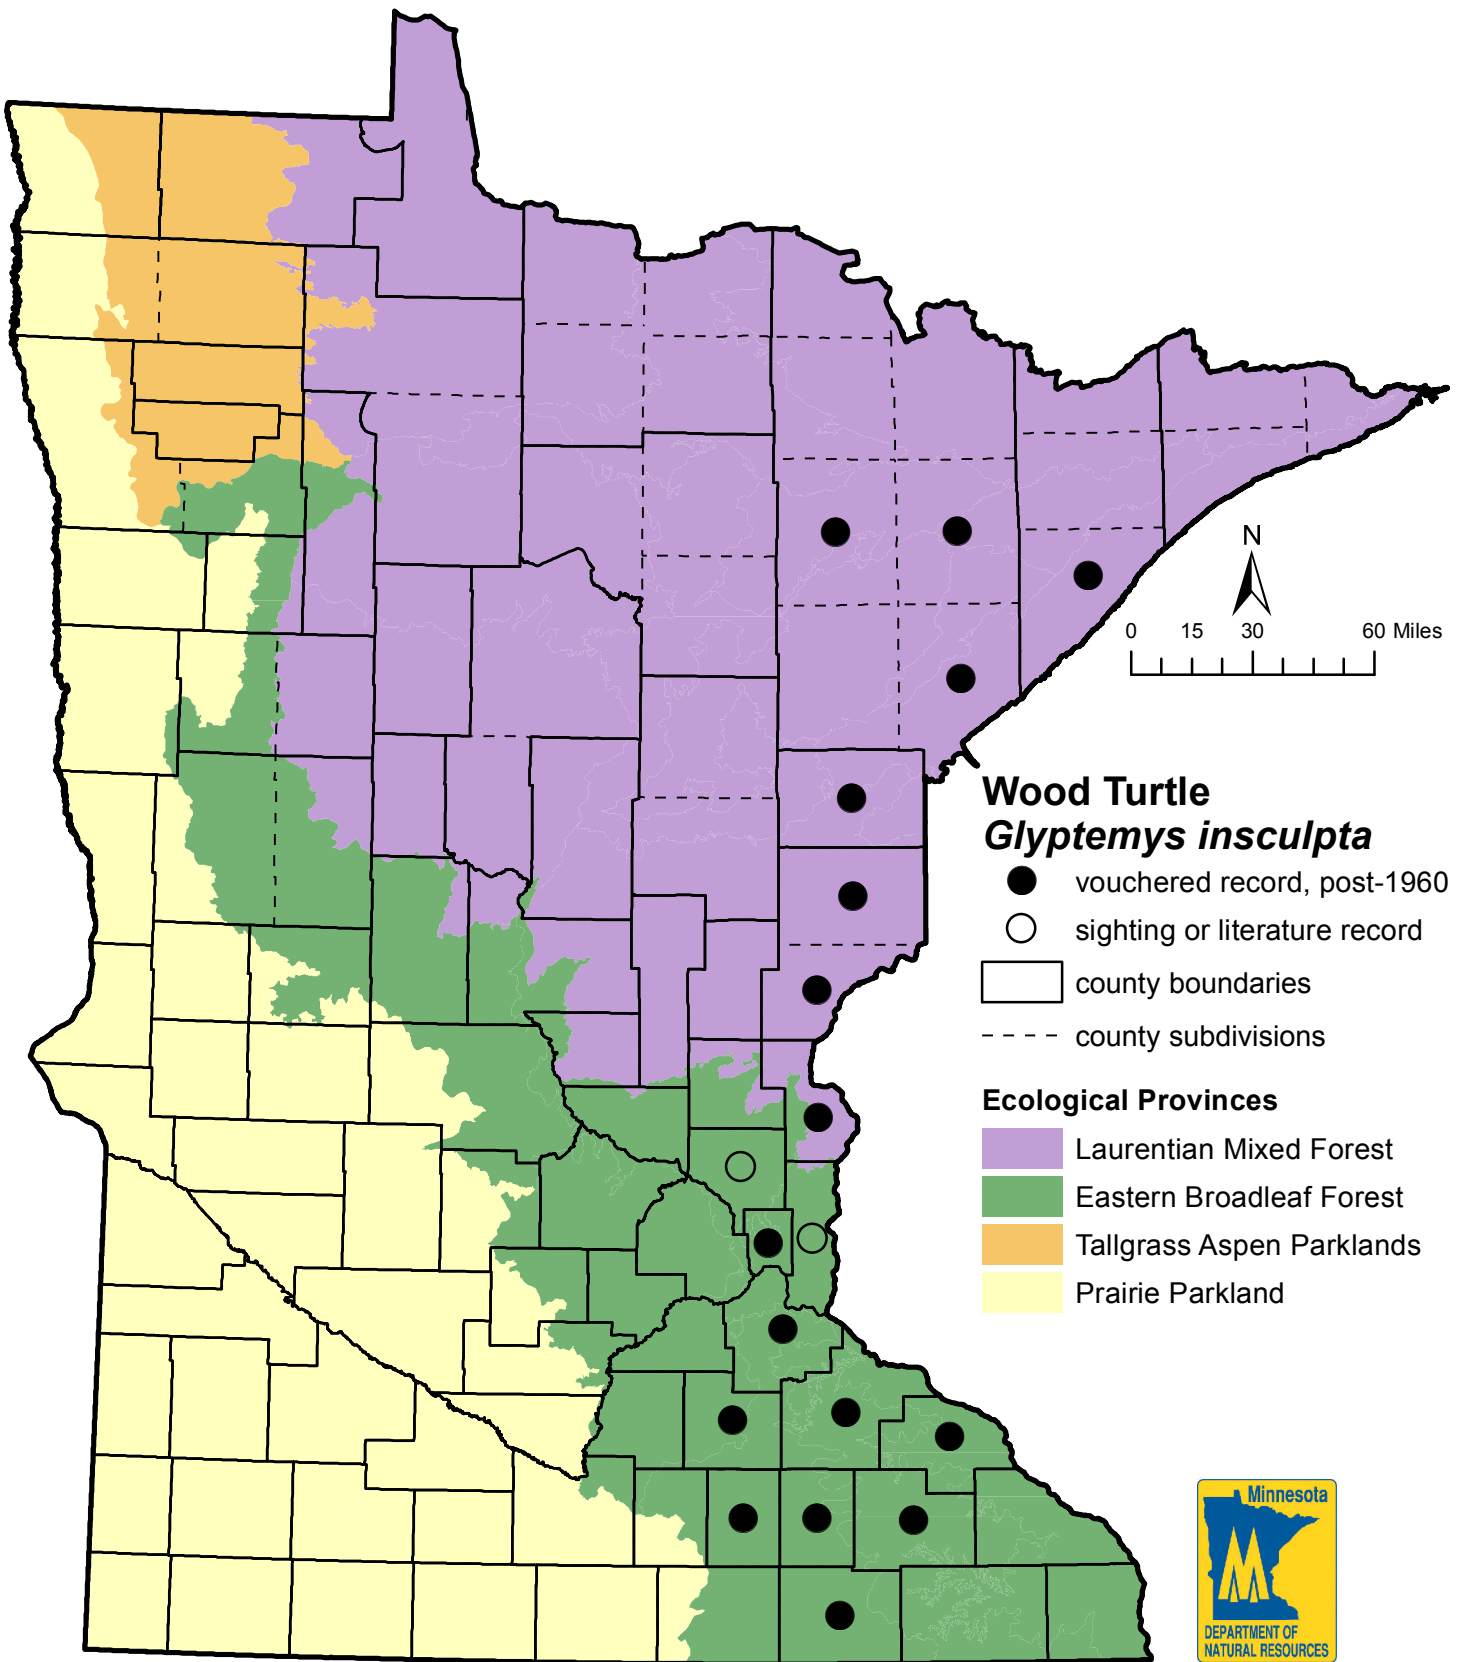 N
0 15 30 60 Miles
Wood Turtle
Glyptemys insculpta
vouchered record, post-1960
sighting or literature record
county boundaries
county subdivisions
Ecological Provinces
Laurentian Mixed Forest
Eastern Broadleaf Forest
Tallgrass Aspen Parklands
Prairie Parkland
Minnesota
DEPARTMENT OF
NATURAL RESOURCES